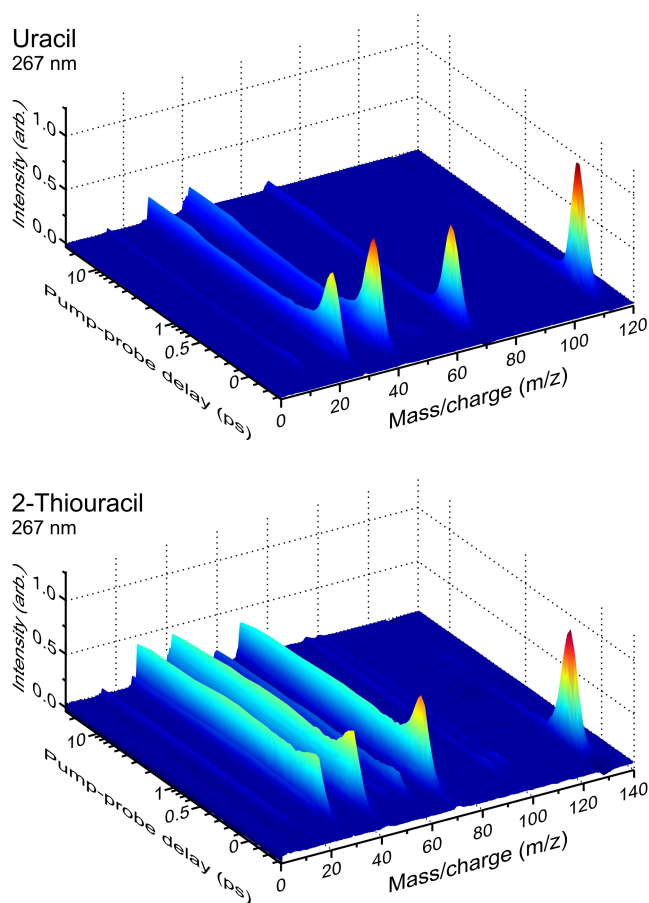 Uracil
267 nm
Intensity (arb.)
1.0
0.5
0.0
10
1
0.5
0
Pump-probe delay (ps)
0
20
40
60
80
100
120
Mass/charge (m/z)
2-Thiouracil
267 nm
Intensity (arb.)
1.0
0.5
0.0
10
1
0.5
0
Pump-probe delay (ps)
0
20
40
60
80
100
120
140
Mass/charge (m/z)